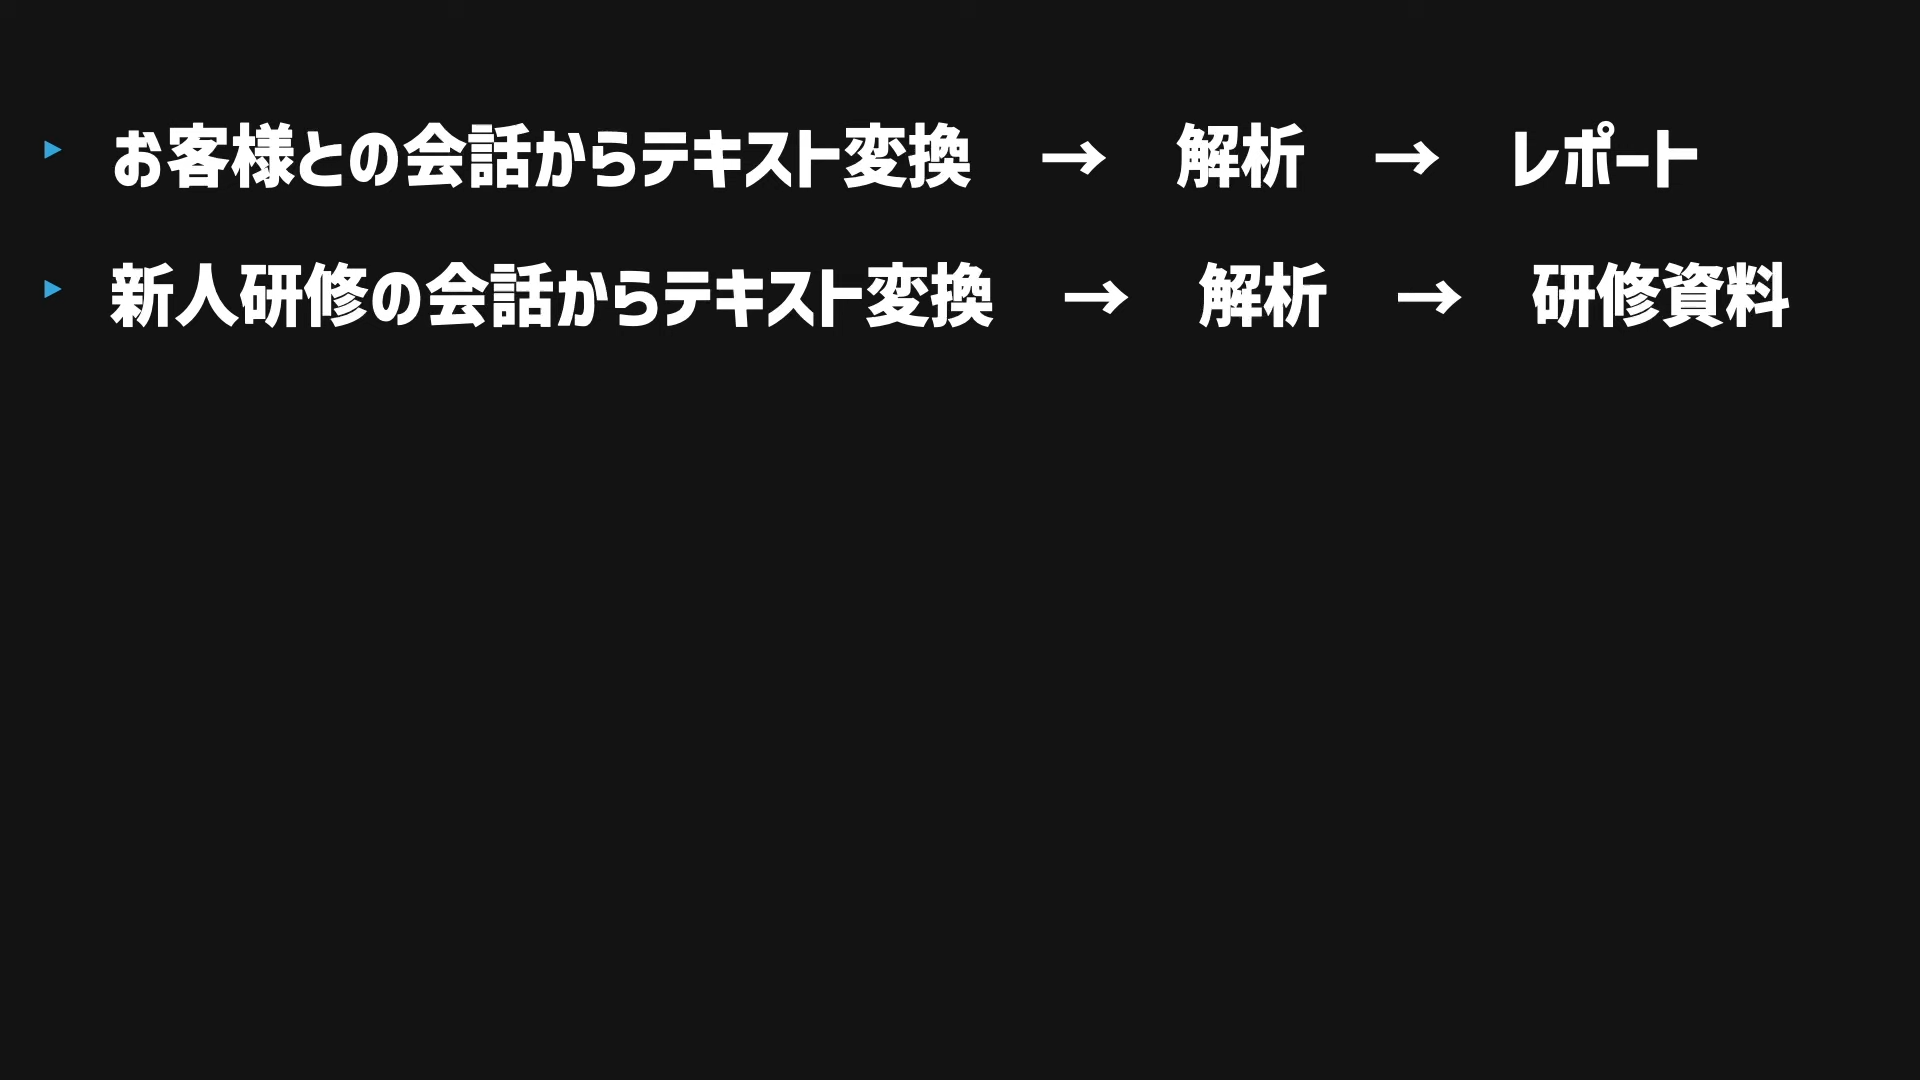 お客様との会話からテキスト変換　→　解析　→　レポート
新人研修の会話からテキスト変換　→　解析　→　研修資料